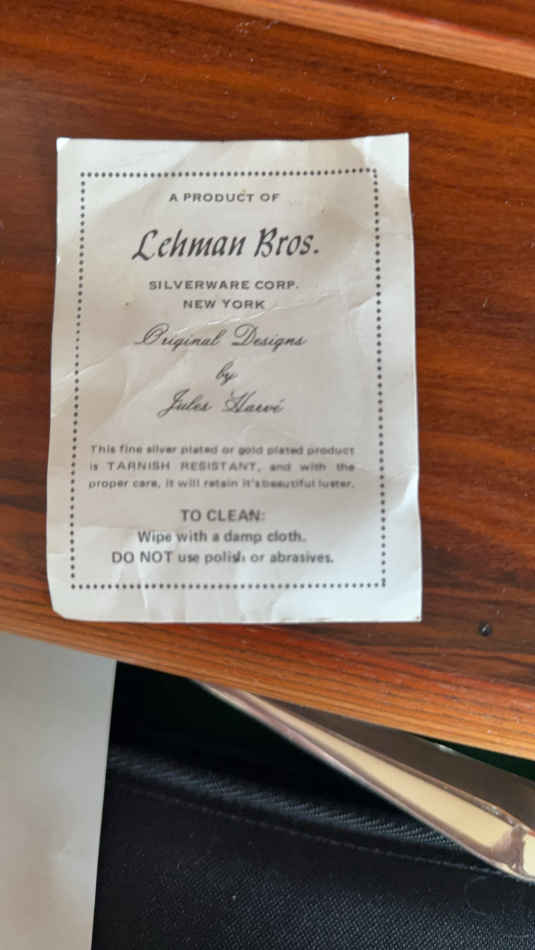 A PRODUCT OF
Lehman Bros.
SILVERWARE CORP.
NEW YORK
Original Designs
by
Jules Harvé
This fine silver plated or gold plated product
is TARNISH RESISTANT, and with the
proper care, it will retain it's beautiful luster.
TO CLEAN:
Wipe with a damp cloth.
DO NOT use polish or abrasives.